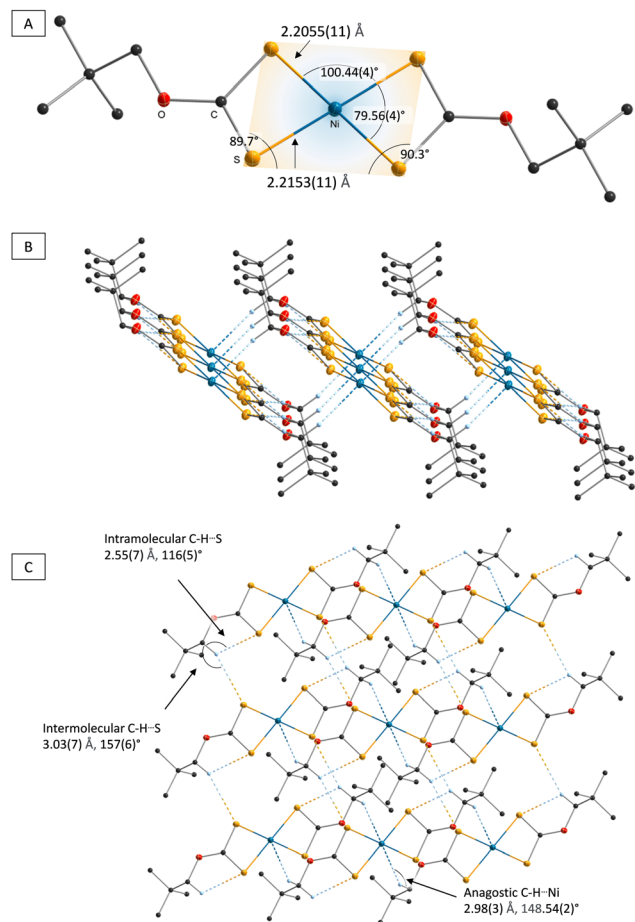 A
2.2055(11) Å
100.44(4)°
79.56(4)°
Ni
O
C
89.7°
S
90.3°
2.2153(11) Å
B
C
Intramolecular C-H···S
2.55(7) Å, 116(5)°
Intermolecular C-H···S
3.03(7) Å, 157(6)°
Anagostic C-H···Ni
2.98(3) Å, 148.54(2)°